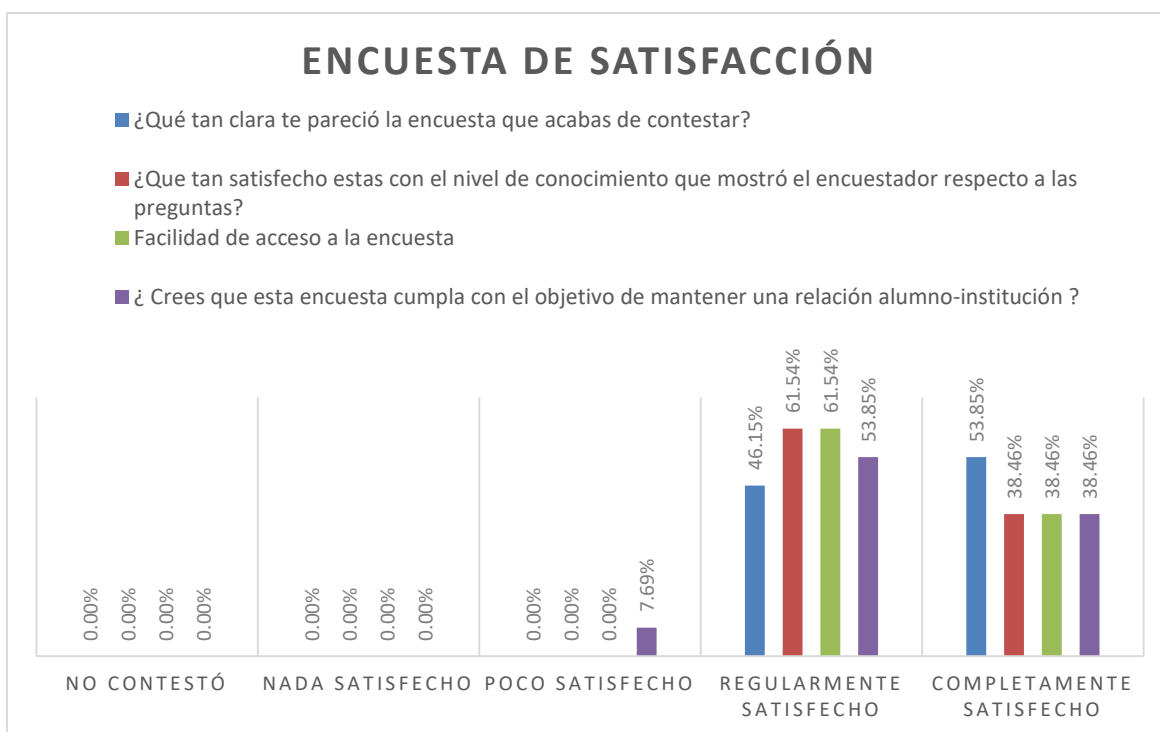 ENCUESTA DE SATISFACCIÓN
¿Qué tan clara te pareció la encuesta que acabas de contestar?
¿Que tan satisfecho estas con el nivel de conocimiento que mostró el encuestador respecto a las
preguntas?
Facilidad de acceso a la encuesta
¿ Crees que esta encuesta cumpla con el objetivo de mantener una relación alumno-institución ?
0.00%
0.00%
0.00%
0.00%
0.00%
0.00%
0.00%
0.00%
0.00%
0.00%
0.00%
7.69%
46.15%
61.54%
61.54%
53.85%
53.85%
38.46%
38.46%
38.46%
NO CONTESTÓ
NADA SATISFECHO
POCO SATISFECHO
REGULARMENTE
SATISFECHO
COMPLETAMENTE
SATISFECHO